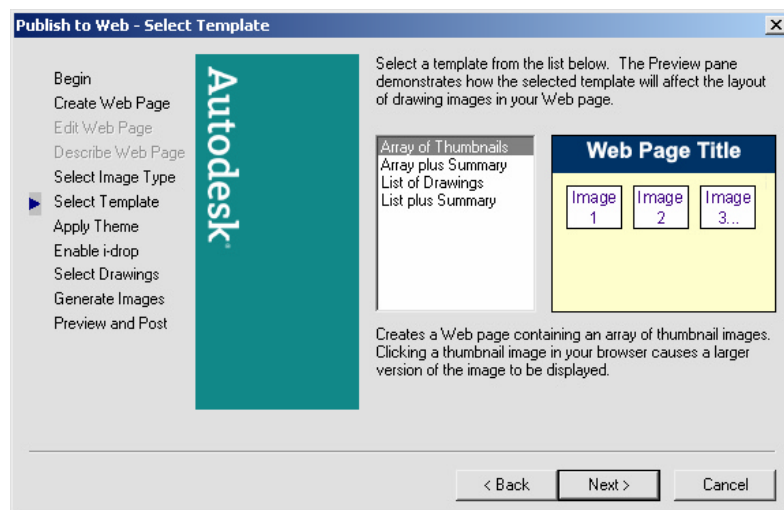 Publish to Web - Select Template
Begin
Create Web Page
Edit Web Page
Describe Web Page
Select Image Type
Select Template
Apply Theme
Enable i-drop
Select Drawings
Generate Images
Preview and Post
Autodesk
Select a template from the list below. The Preview pane
demonstrates how the selected template will affect the layout
of drawing images in your Web page.
Array of Thumbnails
Array plus Summary
List of Drawings
List plus Summary
Web Page Title
Image
1
Image
2
Image
3...
Creates a Web page containing an array of thumbnail images.
Clicking a thumbnail image in your browser causes a larger
version of the image to be displayed.
< Back
Next >
Cancel